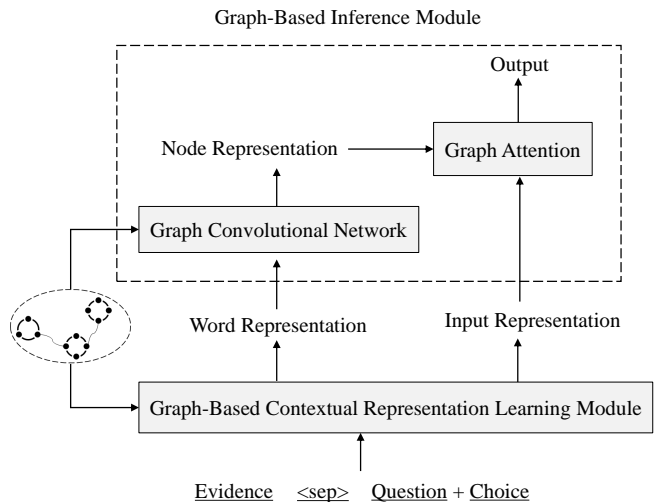 Graph-Based Inference Module
Output
Node Representation
Graph Attention
Graph Convolutional Network
Word Representation
Input Representation
Graph-Based Contextual Representation Learning Module
Evidence <sep> Question + Choice